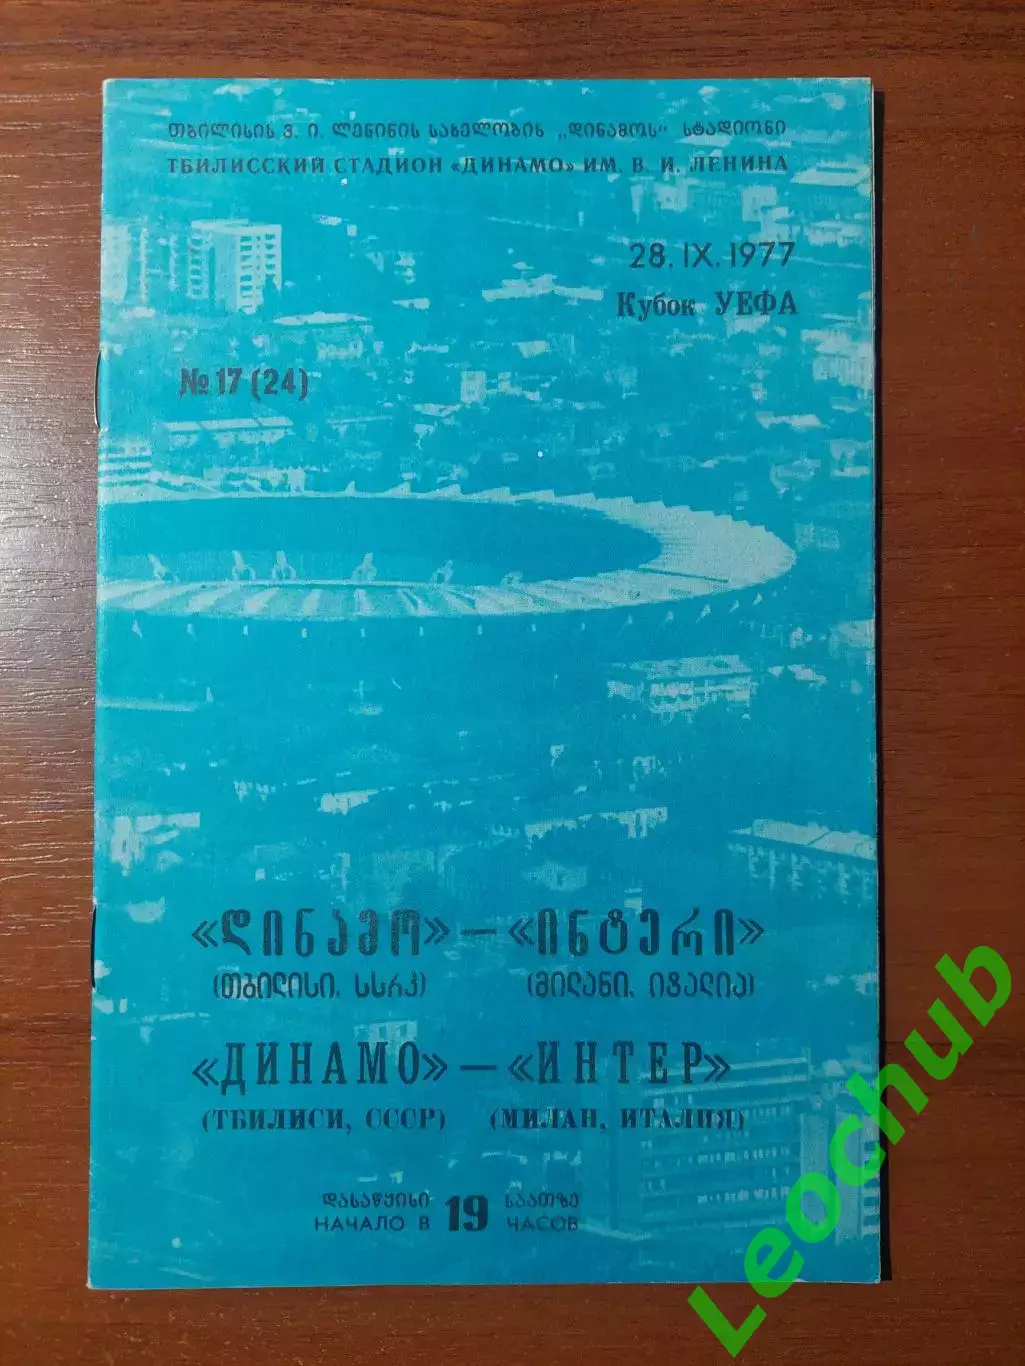 თბილისის ვ. ი. ლენინის სახელობის „დინამოს“ სტადიონი
ТБИЛИССКИЙ СТАДИОН «ДИНАМО» ИМ. В. И. ЛЕНИНА
28. IX. 1977
Кубок УЕФА
№ 17 (24)
«დინამო» — «ინტერი»
(თბილისი, სსრკ) (მილანი, იტალია)
«ДИНАМО» — «ИНТЕР»
(ТБИЛИСИ, СССР) (МИЛАН, ИТАЛИЯ)
დასაწყისი 19 საათზე
НАЧАЛО В 19 ЧАСОВ
Leochub